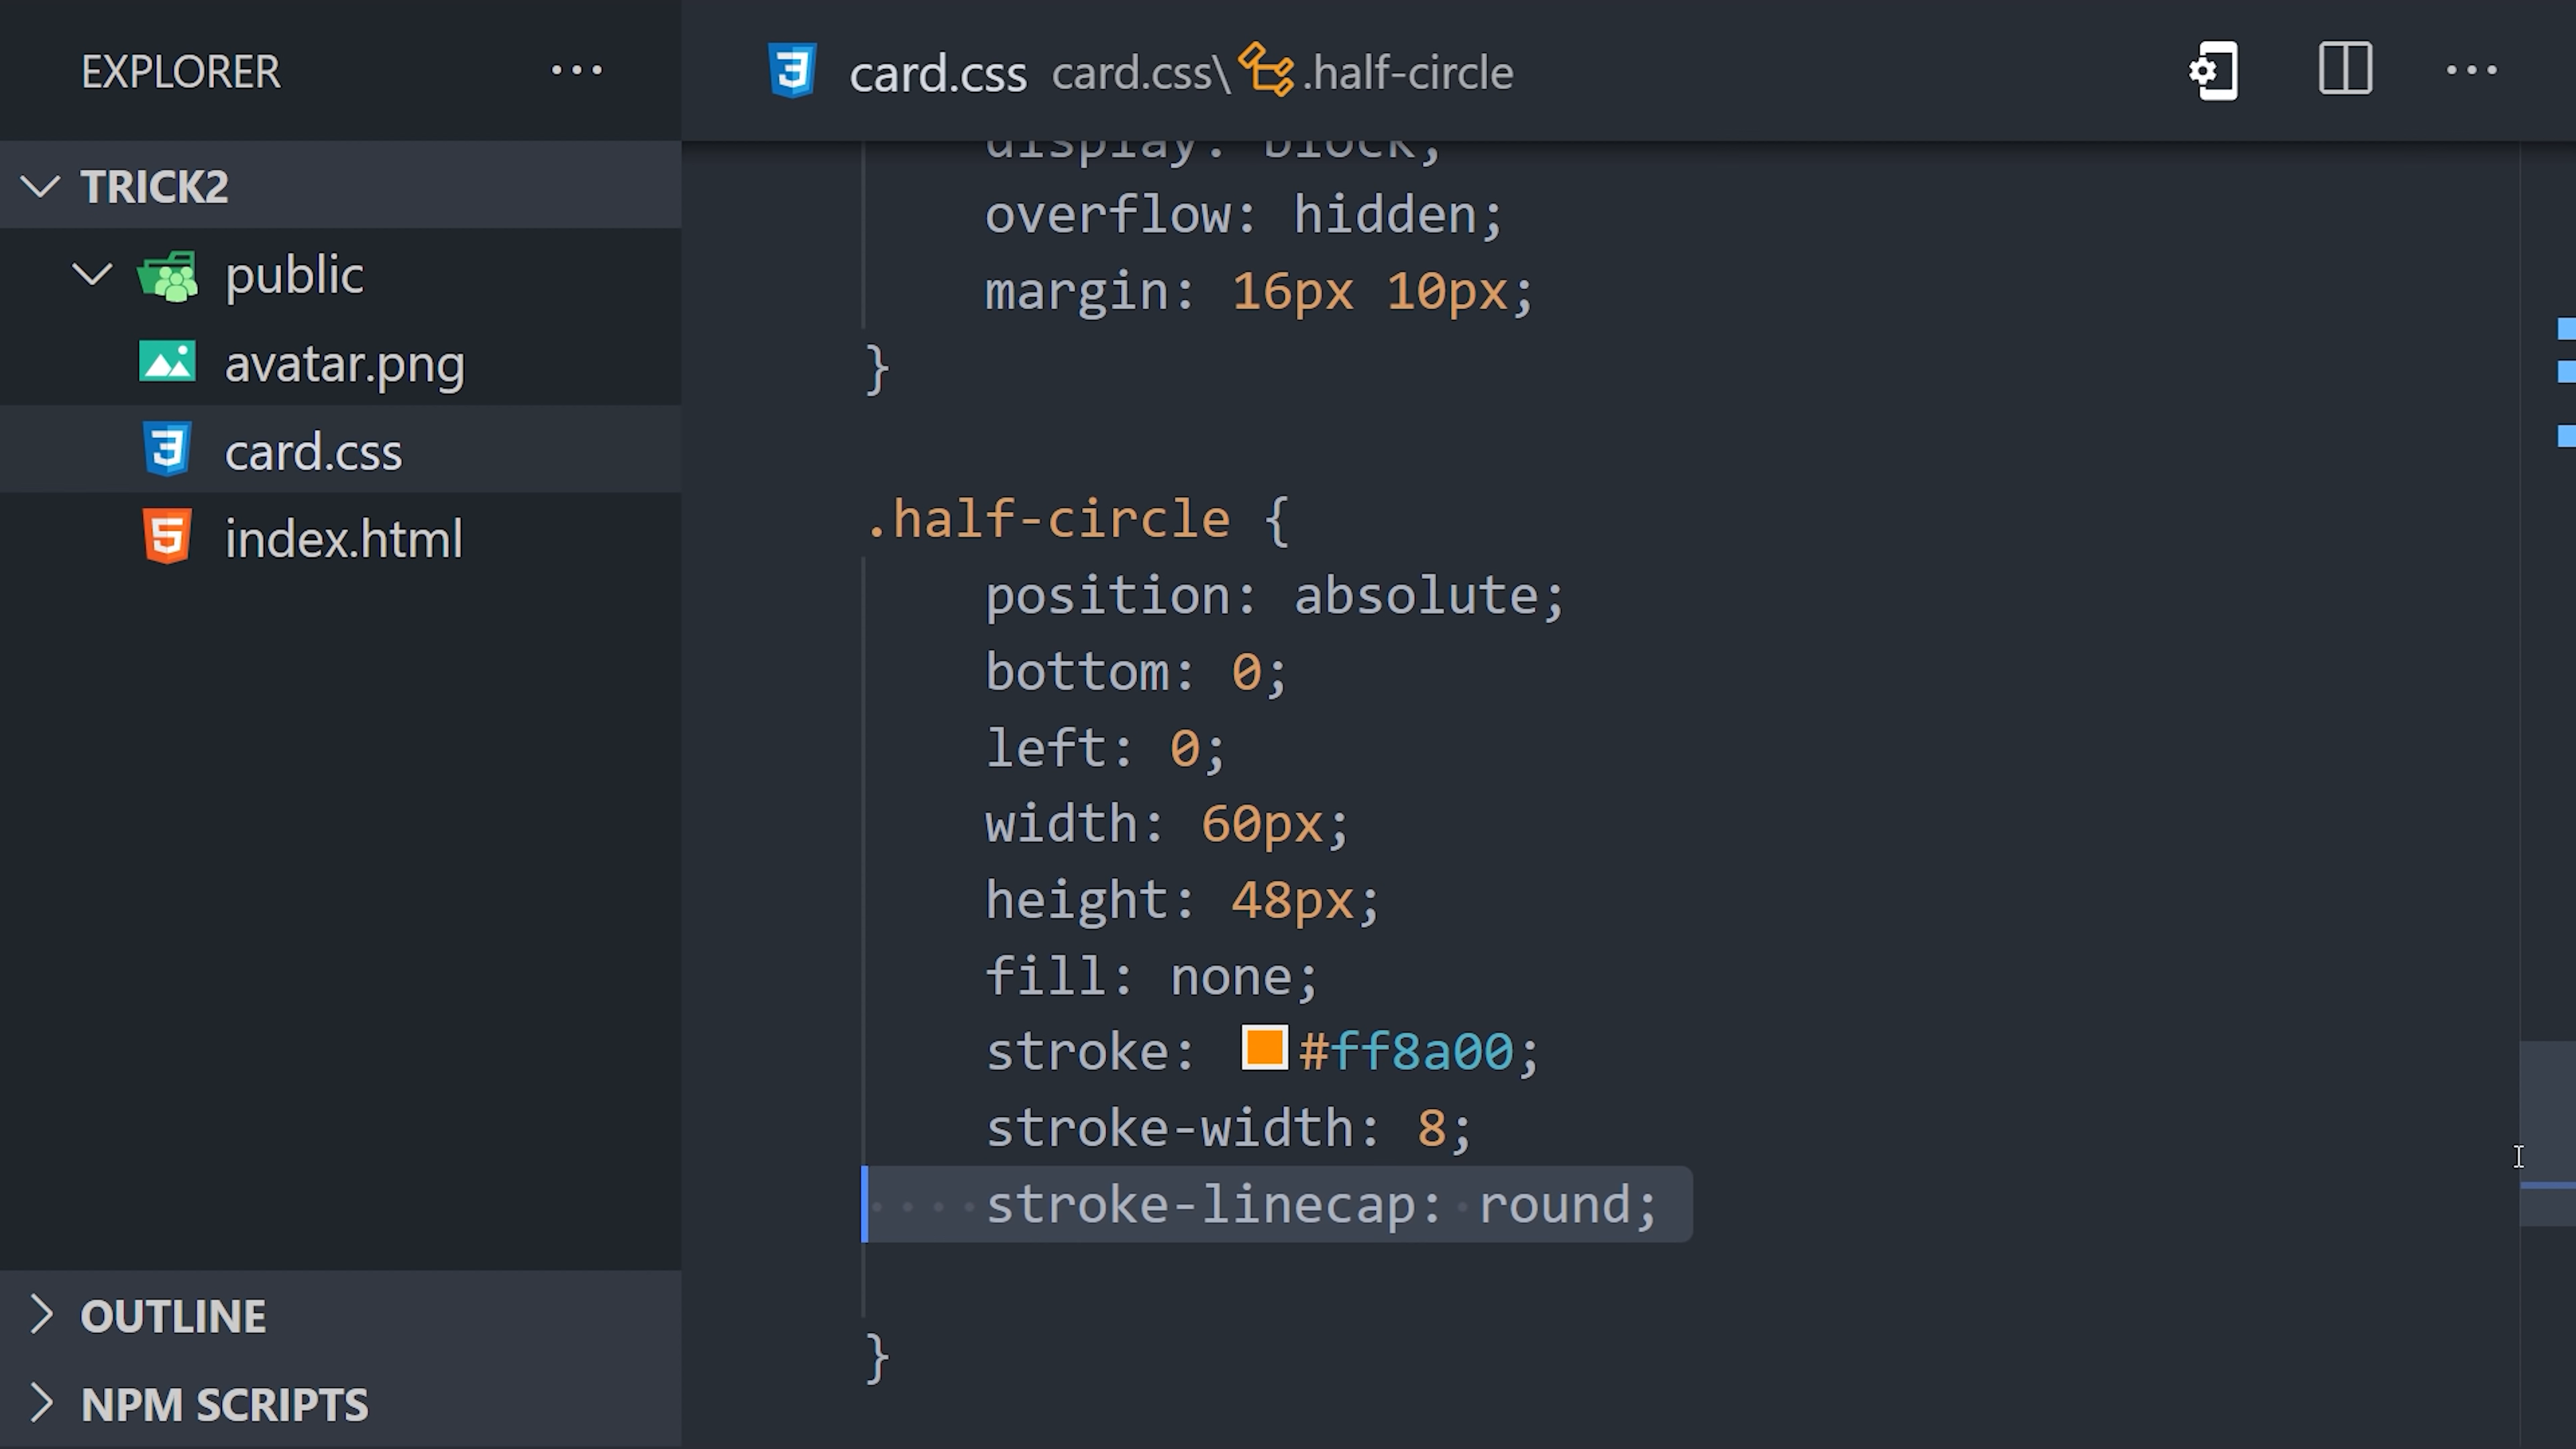 EXPLORER
TRICK2
public
avatar.png
card.css
index.html
OUTLINE
NPM SCRIPTS
card.css card.css\ .half-circle
display: block;
overflow: hidden;
margin: 16px 10px;
}
.half-circle {
position: absolute;
bottom: 0;
left: 0;
width: 60px;
height: 48px;
fill: none;
stroke: #ff8a00;
stroke-width: 8;
stroke-linecap: round;
}